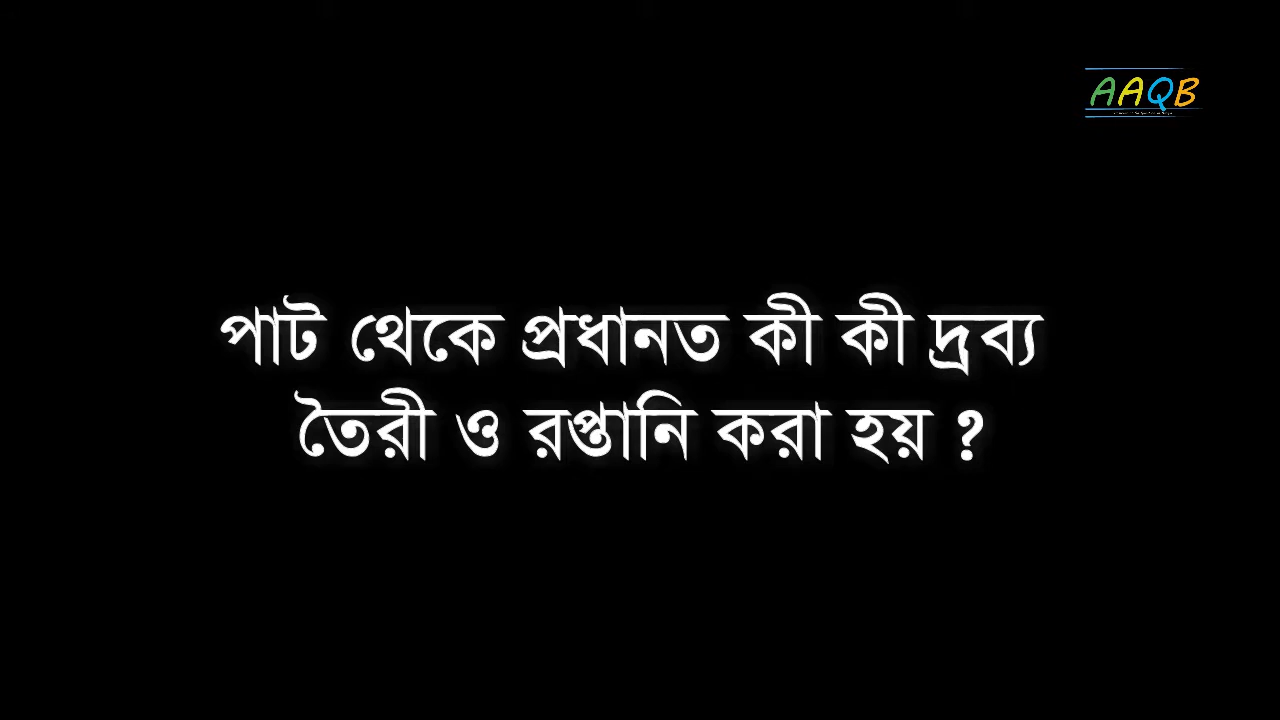 AAQB
পাট থেকে প্রধানত কী কী দ্রব্য
তৈরী ও রপ্তানি করা হয় ?